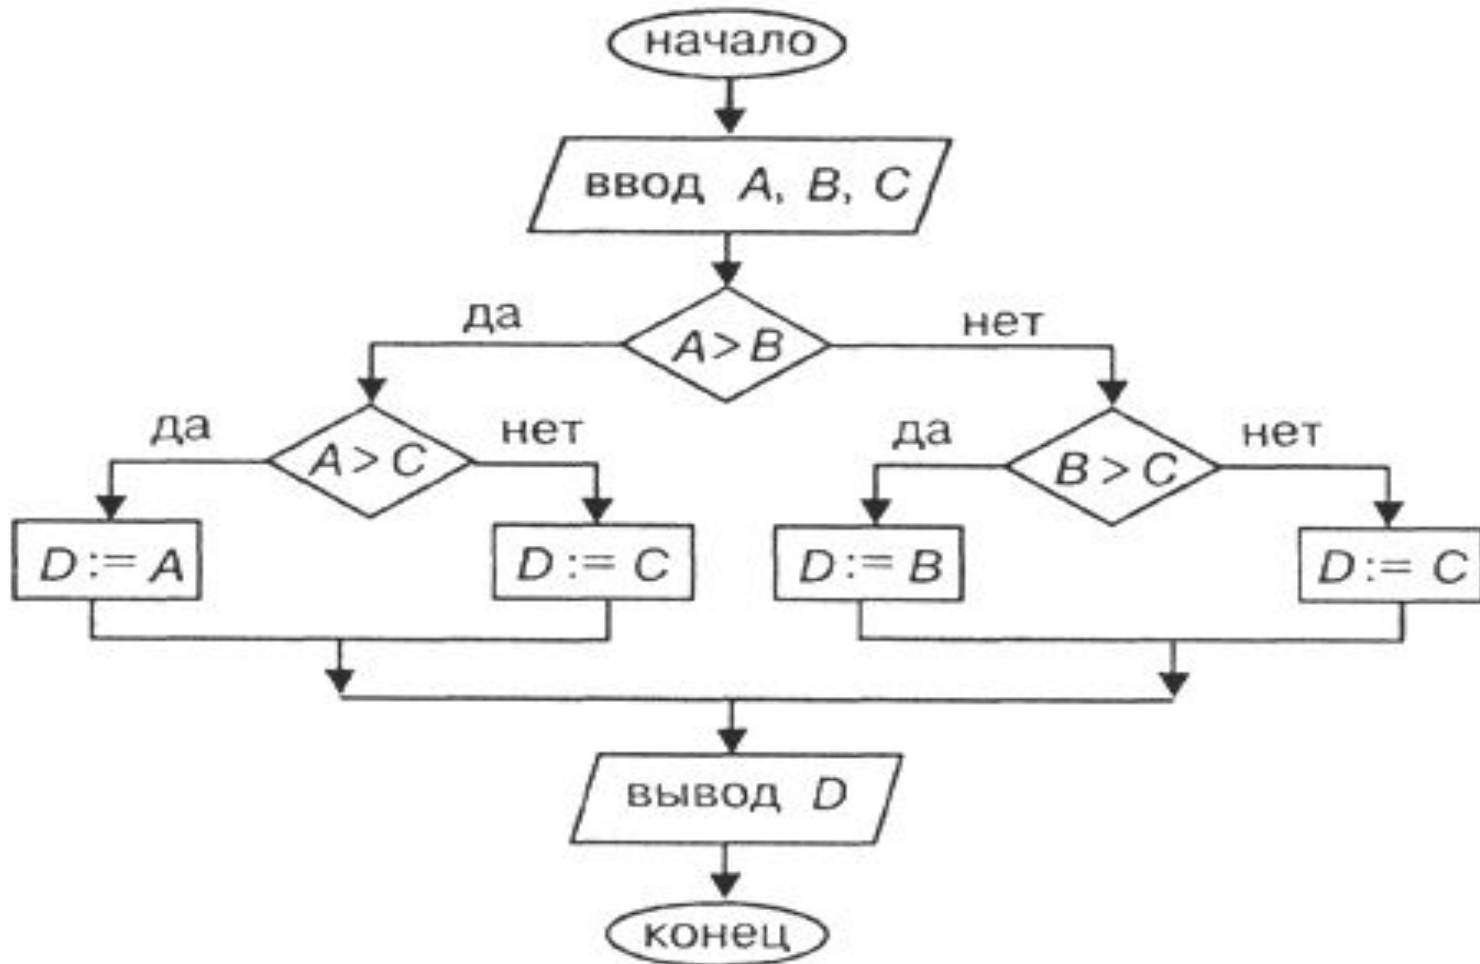 начало
ввод A, B, C
A > B
да
нет
A > C
да
нет
B > C
да
нет
D := A
D := C
D := B
D := C
вывод D
конец